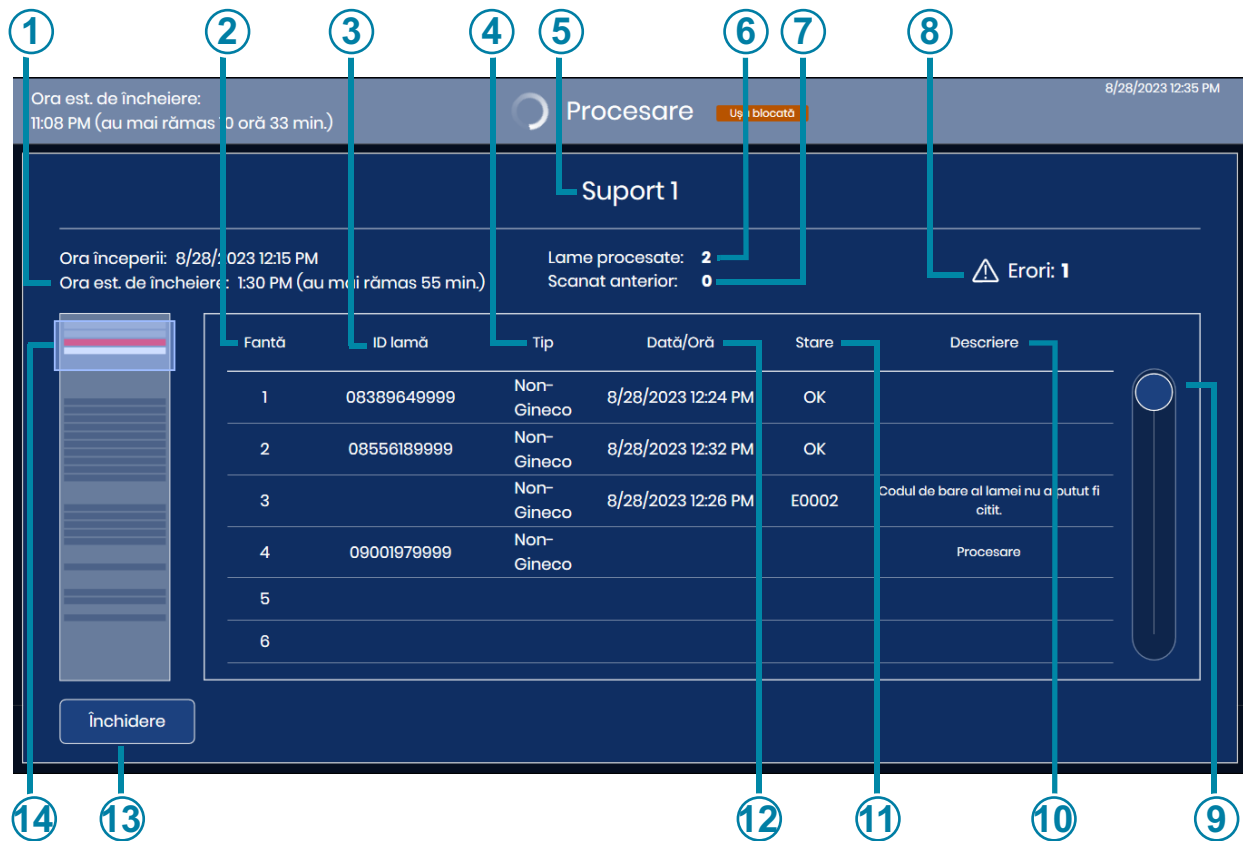 1 2 3 4 5 6 7 8
8/28/2023 12:35 PM
Ora est. de încheiere:
11:08 PM (au mai rămas 10 oră 33 min.)
Procesare Ușă blocată
Suport 1
Ora începerii: 8/28/2023 12:15 PM
Ora est. de încheiere: 1:30 PM (au mai rămas 55 min.)
Lame procesate: 2
Scanat anterior: 0
Erori: 1
Fantă ID lamă Tip Dată/Oră Stare Descriere
1 08389649999 Non-Gineco 8/28/2023 12:24 PM OK
2 08556189999 Non-Gineco 8/28/2023 12:32 PM OK
3 Non-Gineco 8/28/2023 12:26 PM E0002 Codul de bare al lamei nu a putut fi citit.
4 09001979999 Non-Gineco Procesare
5
6
Închidere
14 13 12 11 10 9